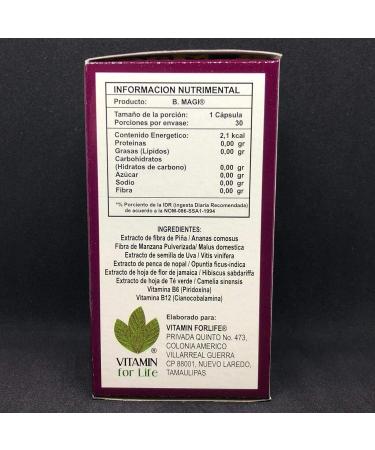 INFORMACION NUTRIMENTAL
Producto: B. MAGI®
Tamaño de la porción: 1 Cápsula
Porciones por envase: 30
Contenido Energetico: 2,1 kcal
Proteinas 0,00 gr
Grasas (Lípidos) 0,00 gr
Carbohidratos
(Hidratos de carbono) 0,00 gr
Azúcar 0,00 gr
Sodio 0,00 gr
Fibra 0,00 gr
*% Porciento de la IDR (ingesta Diaria Recomendada)
de acuerdo a la NOM-086-SSA1-1994
INGREDIENTES:
Extracto de fibra de Piña / Ananas comosus
Fibra de Manzana Pulverizada/ Malus domestica
Extracto de semilla de Uva / Vitis vinifera
Extracto de penca de nopal / Opuntia ficus-indica
Extracto de hoja de flor de jamaica / Hibiscus sabdariffa
Extracto de hoja de Té verde / Camelia sinensis
Vitamina B6 (Piridoxina)
Vitamina B12 (Cianocobalamina)
Elaborado para:
VITAMIN FORLIFE®
PRIVADA QUINTO No. 473,
COLONIA AMERICO
VILLARREAL GUERRA
CP 88001, NUEVO LAREDO,
TAMAULIPAS.
VITAMIN
for Life
®